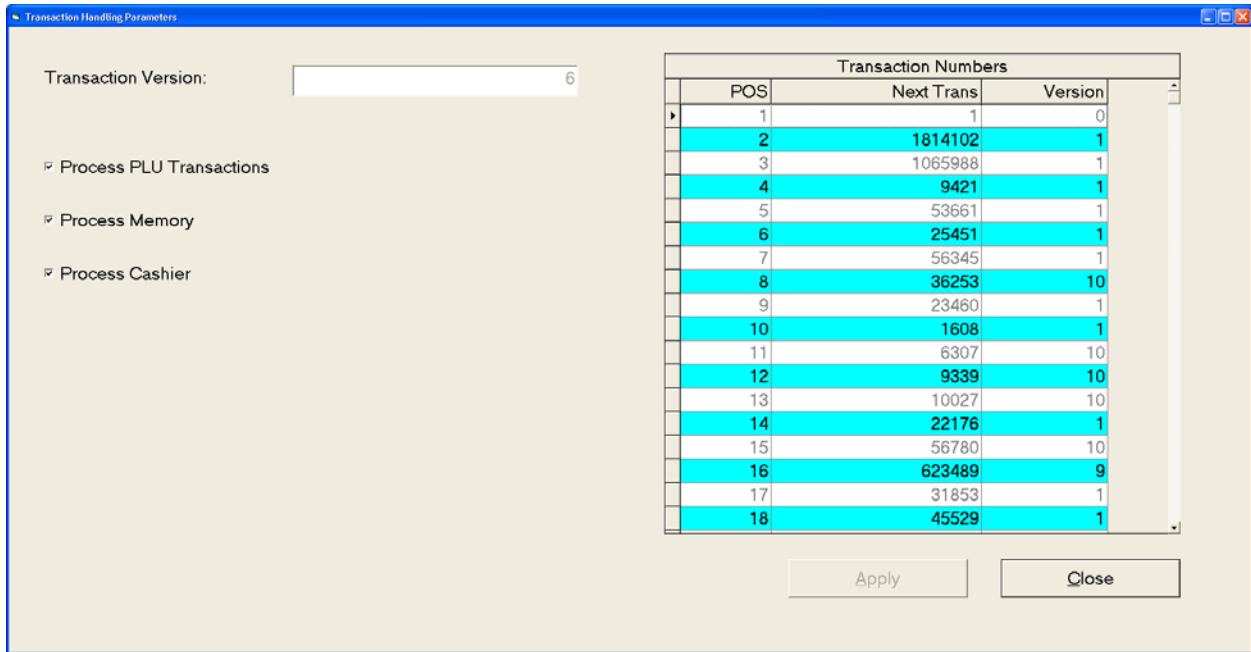 Transaction Handling Parameters
Transaction Version: 6
Process PLU Transactions
Process Memory
Process Cashier
Transaction Numbers
POS Next Trans Version
1 1 0
2 1814102 1
3 1065988 1
4 9421 1
5 53661 1
6 25451 1
7 56345 1
8 36253 10
9 23460 1
10 1608 1
11 6307 10
12 9339 10
13 10027 10
14 22176 1
15 56780 10
16 623489 9
17 31853 1
18 45529 1
Apply Close